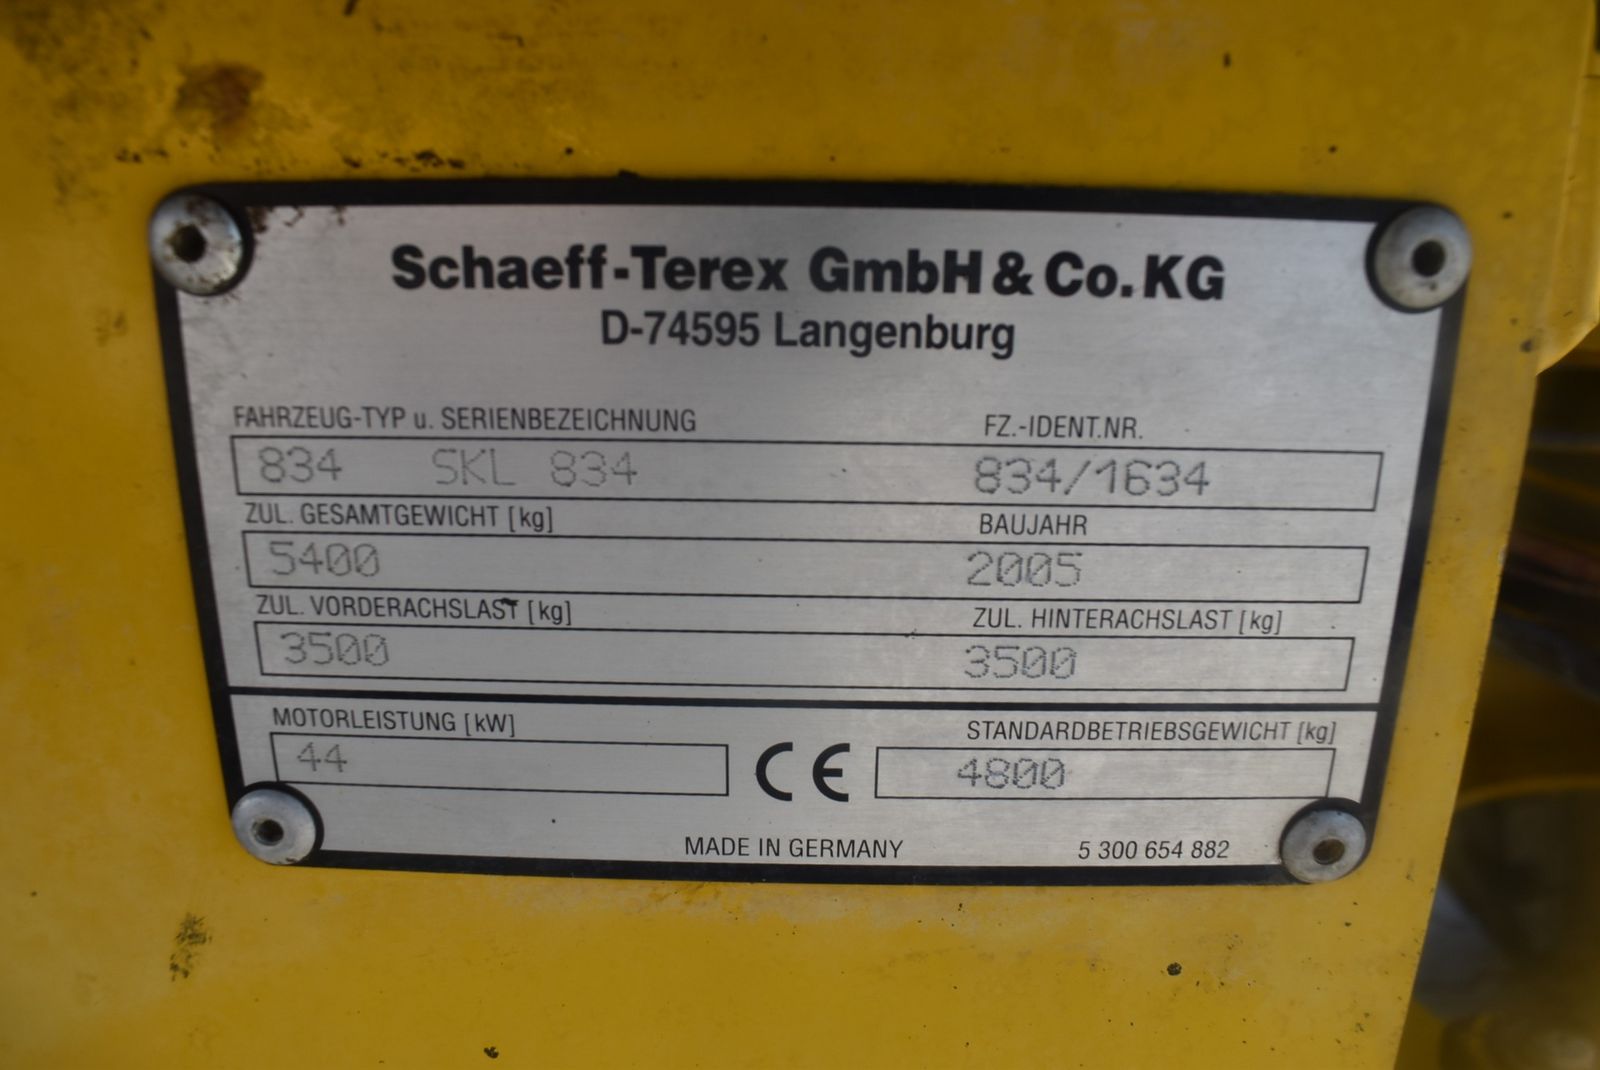 Schaeff-Terex GmbH & Co. KG
D-74595 Langenburg
FAHRZEUG-TYP u. SERIENBEZEICHNUNG FZ.-IDENT.NR.
834 SKL 834 834/1634
ZUL. GESAMTGEWICHT [kg] BAUJAHR
5400 2005
ZUL. VORDERACHSLAST [kg] ZUL. HINTERACHSLAST [kg]
3500 3500
MOTORLEISTUNG [kW] STANDARDBETRIEBSGEWICHT [kg]
44 CE 4800
MADE IN GERMANY 5 300 654 882